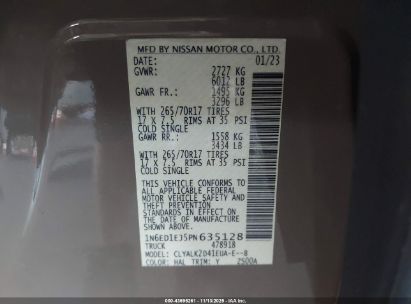 MFD BY NISSAN MOTOR CO., LTD.
DATE: 01/23
GVWR: 2727 KG
6012 LB
GAWR FR.: 1495 KG
3296 LB
WITH 265/70R17 TIRES
17 X 7.5 RIMS AT 35 PSI
COLD SINGLE
GAWR RR.: 1558 KG
3434 LB
WITH 265/70R17 TIRES
17 X 7.5 RIMS AT 35 PSI
COLD SINGLE
THIS VEHICLE CONFORMS TO
ALL APPLICABLE FEDERAL
MOTOR VEHICLE SAFETY
STANDARDS IN EFFECT ON
THE DATE OF MANUFACTURE
SHOWN ABOVE.
1N6ED1EJ5PN635128
TRUCK 478918
MODEL: CLYALKZD41EUA-E--8
COLOR: HAL TRIM: Y 2500A